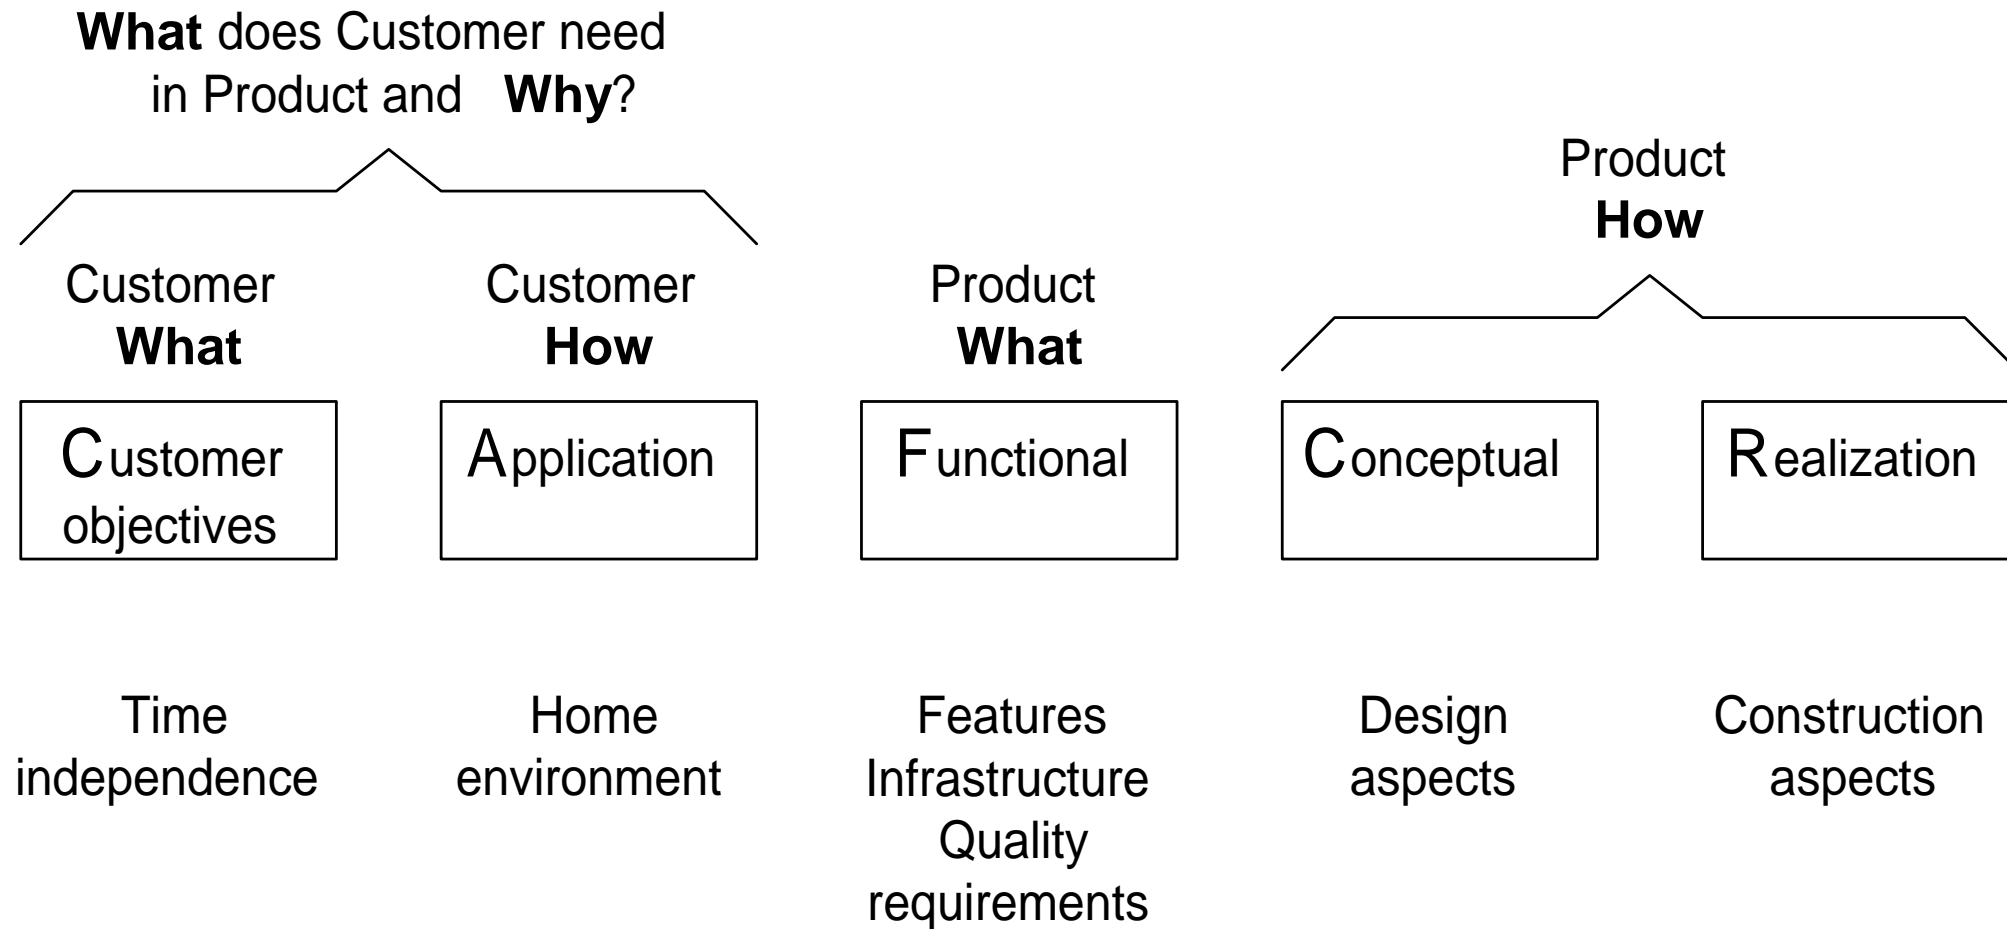 What does Customer need
in Product and Why?
Product
How
Customer
What
Customer
How
Product
What
Customer
objectives
Application
Functional
Conceptual
Realization
Time
independence
Home
environment
Features
Infrastructure
Quality
requirements
Design
aspects
Construction
aspects